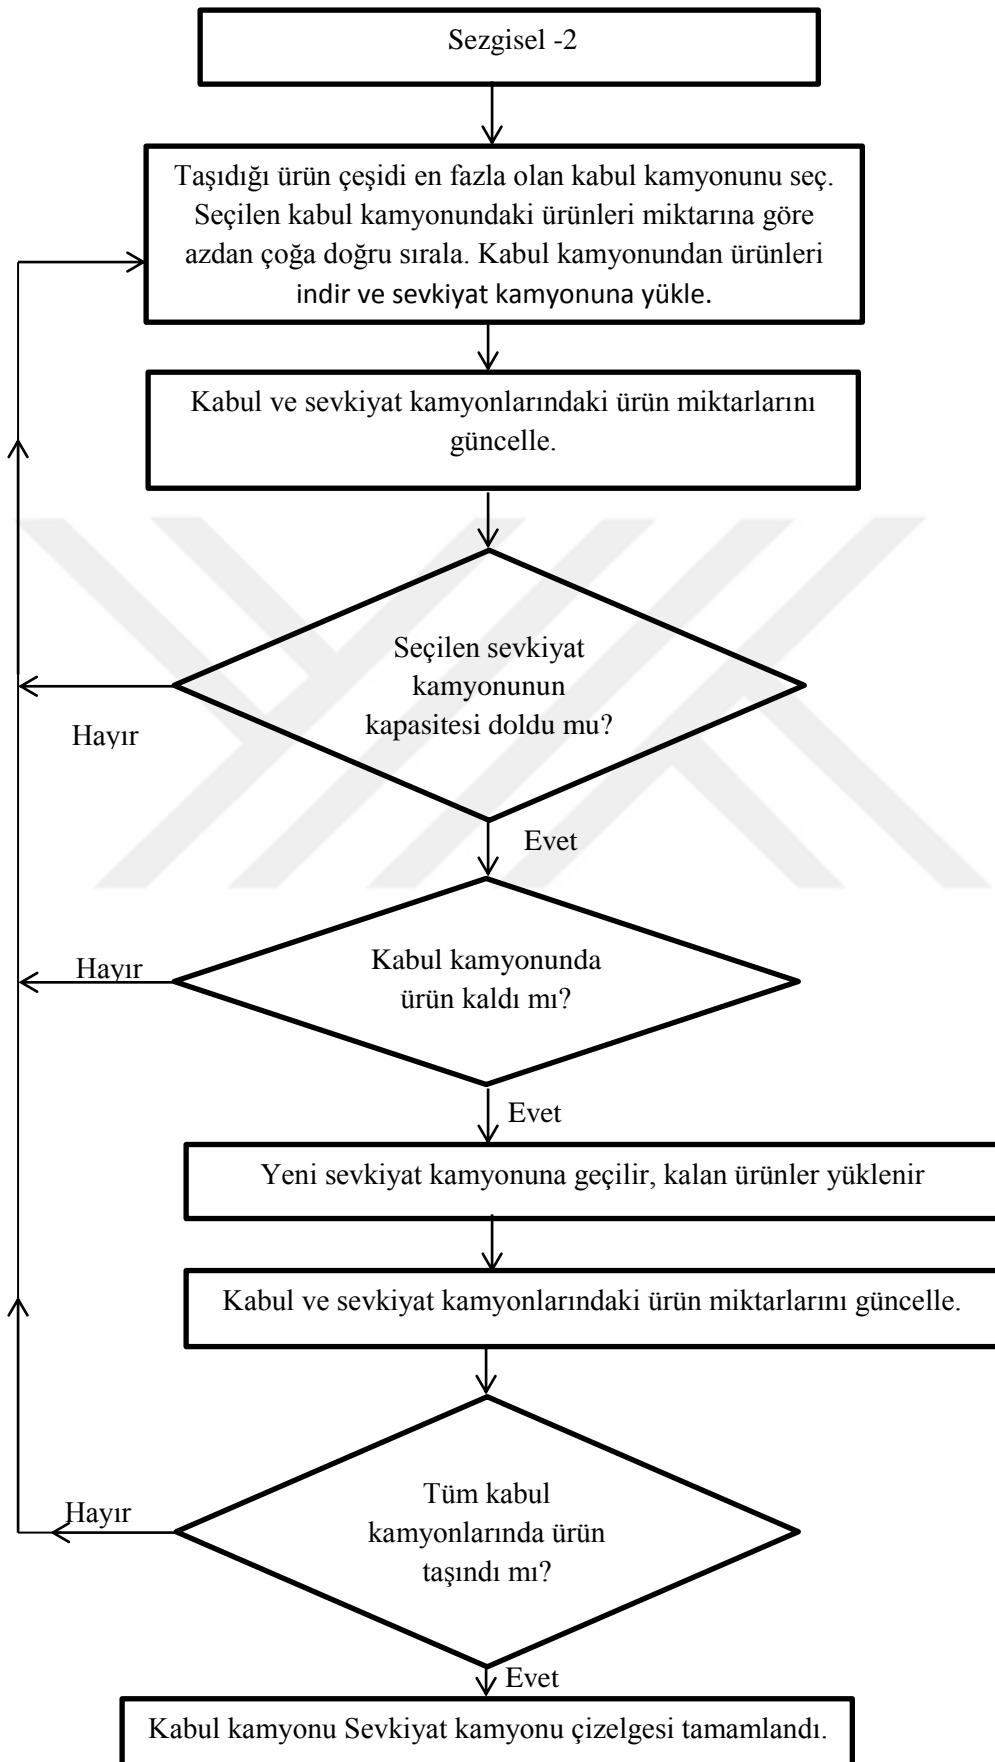 Sezgisel -2
Taşıdığı ürün çeşidi en fazla olan kabul kamyonunu seç.
Seçilen kabul kamyonundaki ürünleri miktarına göre
azdan çoğa doğru sırala. Kabul kamyonundan ürünleri
indir ve sevkiyat kamyonuna yükle.
Kabul ve sevkiyat kamyonlarındaki ürün miktarlarını
güncelle.
Seçilen sevkiyat
kamyonunun
kapasitesi doldu mu?
Hayır
Evet
Kabul kamyonunda
ürün kaldı mı?
Hayır
Evet
Yeni sevkiyat kamyonuna geçilir, kalan ürünler yüklenir
Kabul ve sevkiyat kamyonlarındaki ürün miktarlarını güncelle.
Tüm kabul
kamyonlarında ürün
taşındı mı?
Hayır
Evet
Kabul kamyonu Sevkiyat kamyonu çizelgesi tamamlandı.